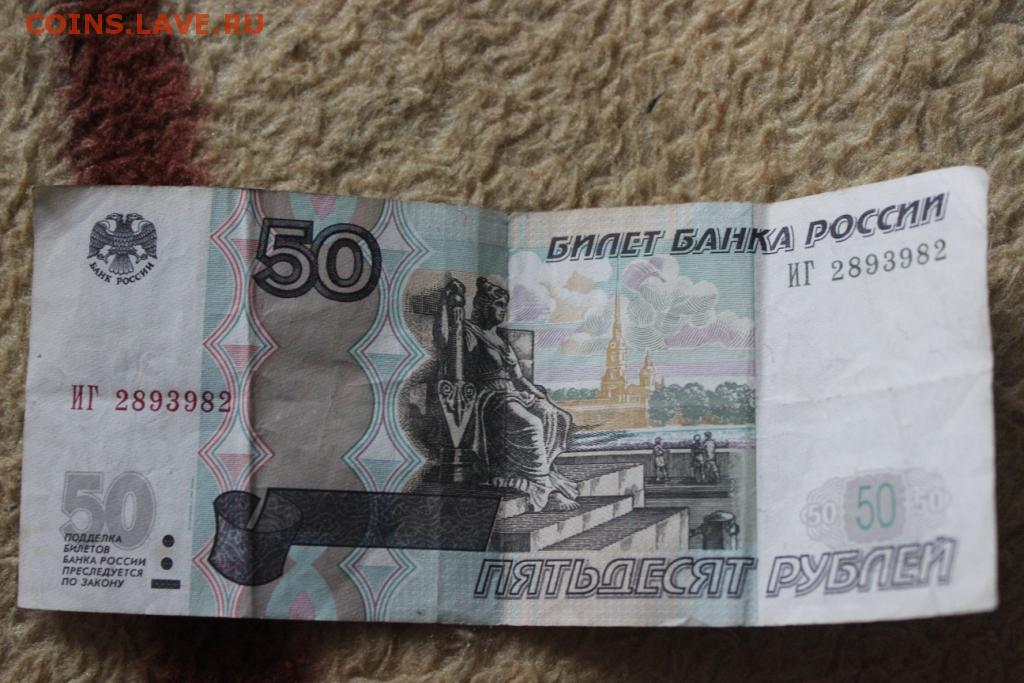 COINS.LAVE.RU
БАНК РОССИИ
50
БИЛЕТ БАНКА РОССИИ
ИГ 2893982
ИГ 2893982
50
ПОДДЕЛКА
БИЛЕТОВ
БАНКА РОССИИ
ПРЕСЛЕДУЕТСЯ
ПО ЗАКОНУ
50 50 50
ПЯТЬДЕСЯТ РУБЛЕЙ